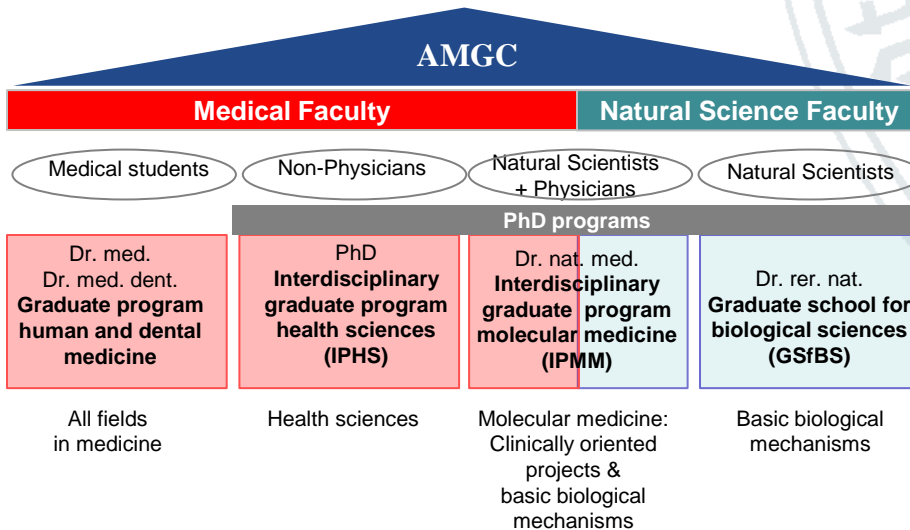 AMGC
Medical Faculty
Natural Science Faculty
Medical students
Non-Physicians
Natural Scientists
+ Physicians
Natural Scientists
PhD programs
Dr. med.
Dr. med. dent.
Graduate program
human and dental
medicine
PhD
Interdisciplinary
graduate program
health sciences
(IPHS)
Dr. nat. med.
Interdisciplinary
graduate program
molecular medicine
(IPMM)
Dr. rer. nat.
Graduate school for
biological sciences
(GSfBS)
All fields
in medicine
Health sciences
Molecular medicine:
Clinically oriented
projects &
basic biological
mechanisms
Basic biological
mechanisms